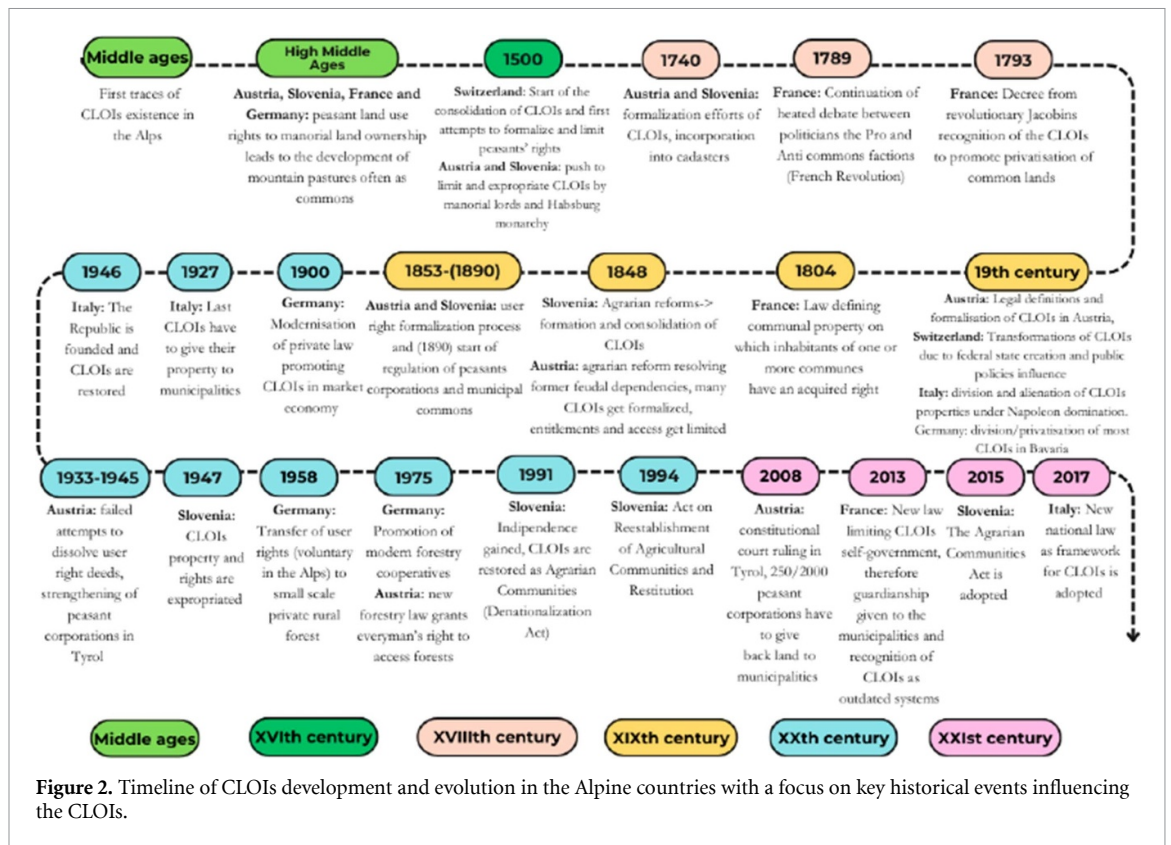 Middle ages
First traces of
CLOIs existence in
the Alps
High Middle
Ages
Austria, Slovenia, France and
Germany: peasant land use
rights to manorial land ownership
leads to the development of
mountain pastures often as
commons
1500
Switzerland: Start of the
consolidation of CLOIs and first
attempts to formalize and limit
peasants' rights
Austria and Slovenia: push to
limit and expropriate CLOIs by
manorial lords and Habsburg
monarchy
1740
Austria and Slovenia:
formalization efforts of
CLOIs, incorporation
into cadasters
1789
France: Continuation of
heated debate between
politicians the Pro and
Anti commons factions
(French Revolution)
1793
France: Decree from
revolutionary Jacobins
recognition of the CLOIs
to promote privatisation of
common lands
1946
Italy: The
Republic is
founded and
CLOIs are
restored
1927
Italy: Last
CLOIs have
to give their
property to
municipalities
1900
Germany:
Modernisation
of private law
promoting
CLOIs in market
economy
1853-(1890)
Austria and Slovenia: user
right formalization process
and (1890) start of
regulation of peasants
corporations and municipal
commons
1848
Slovenia: Agrarian reforms->
formation and consolidation of
CLOIs
Austria: agrarian reform resolving
former feudal dependencies, many
CLOIs get formalized,
entitlements and access get limited
1804
France: Law defining
communal property on
which inhabitants of one or
more communes
have an acquired right
19th century
Austria: Legal definitions and
formalisation of CLOIs in Austria,
Switzerland: Transformations of CLOIs
due to federal state creation and public
policies influence
Italy: division and alienation of CLOIs
properties under Napoleon domination.
Germany: division/privatisation of most
CLOIs in Bavaria
1933-1945
Austria: failed
attempts to
dissolve user
right deeds,
strengthening of
peasant
corporations in
Tyrol
1947
Slovenia:
CLOIs
property and
rights are
expropriated
1958
Germany:
Transfer of user
rights (voluntary
in the Alps) to
small scale
private rural
forest
1975
Germany:
Promotion of
modern forestry
cooperatives
Austria: new
forestry law grants
everyman's right to
access forests
1991
Slovenia:
Indipendence
gained, CLOIs are
restored as Agrarian
Communities
(Denationalization
Act)
1994
Slovenia: Act on
Reestablishment
of Agricultural
Communities and
Restitution
2008
Austria:
constitutional
court ruling in
Tyrol, 250/2000
peasant
corporations have
to give
back land to
municipalities
2013
France: New law
limiting CLOIs
self-government,
therefore
guardianship
given to the
municipalities and
recognition of
CLOIs as
outdated systems
2015
Slovenia:
The Agrarian
Communities
Act is
adopted
2017
Italy: New
national law
as framework
for CLOIs is
adopted
Middle ages
XVIth century
XVIIIth century
XIXth century
XXth century
XXIst century
Figure 2. Timeline of CLOIs development and evolution in the Alpine countries with a focus on key historical events influencing
the CLOIs.